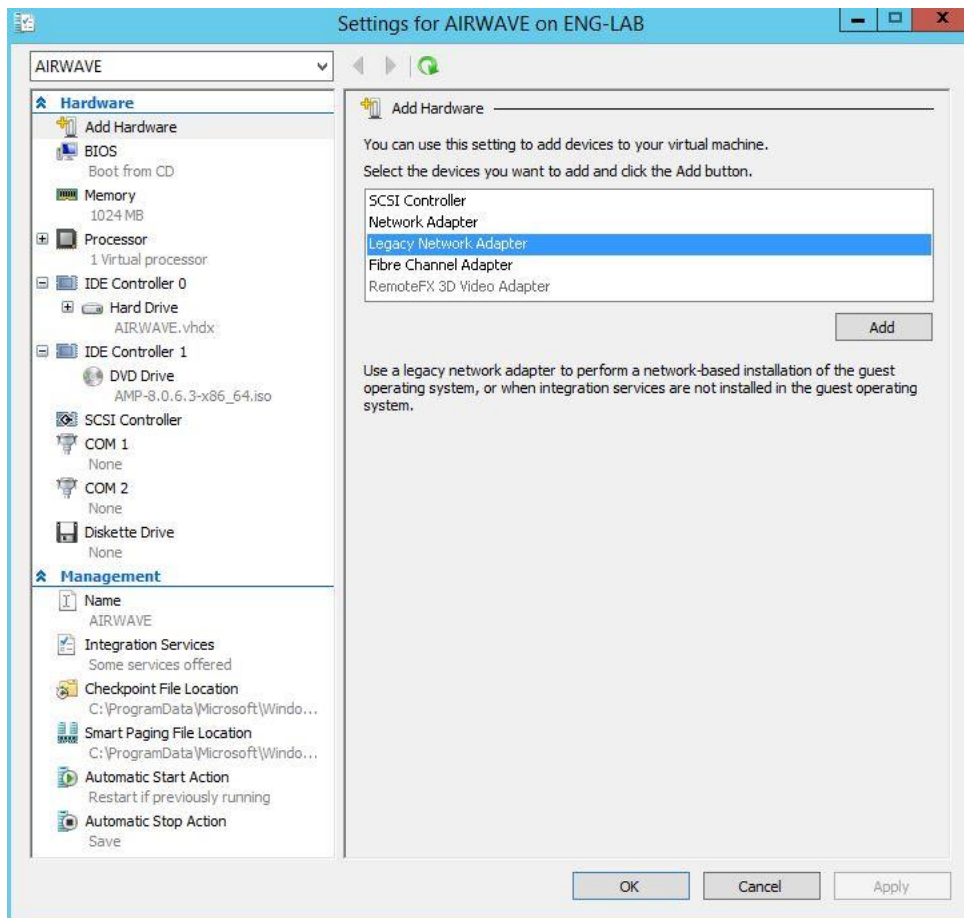 Settings for AIRWAVE on ENG-LAB
AIRWAVE
Hardware
Add Hardware
BIOS
Boot from CD
Memory
1024 MB
Processor
1 Virtual processor
IDE Controller 0
Hard Drive
AIRWAVE.vhdx
IDE Controller 1
DVD Drive
AMP-8.0.6.3-x86_64.iso
SCSI Controller
COM 1
None
COM 2
None
Diskette Drive
None
Management
Name
AIRWAVE
Integration Services
Some services offered
Checkpoint File Location
C:\ProgramData\Microsoft\Windo...
Smart Paging File Location
C:\ProgramData\Microsoft\Windo...
Automatic Start Action
Restart if previously running
Automatic Stop Action
Save
Add Hardware
You can use this setting to add devices to your virtual machine.
Select the devices you want to add and click the Add button.
SCSI Controller
Network Adapter
Legacy Network Adapter
Fibre Channel Adapter
RemoteFX 3D Video Adapter
Add
Use a legacy network adapter to perform a network-based installation of the guest
operating system, or when integration services are not installed in the guest operating
system.
OK
Cancel
Apply